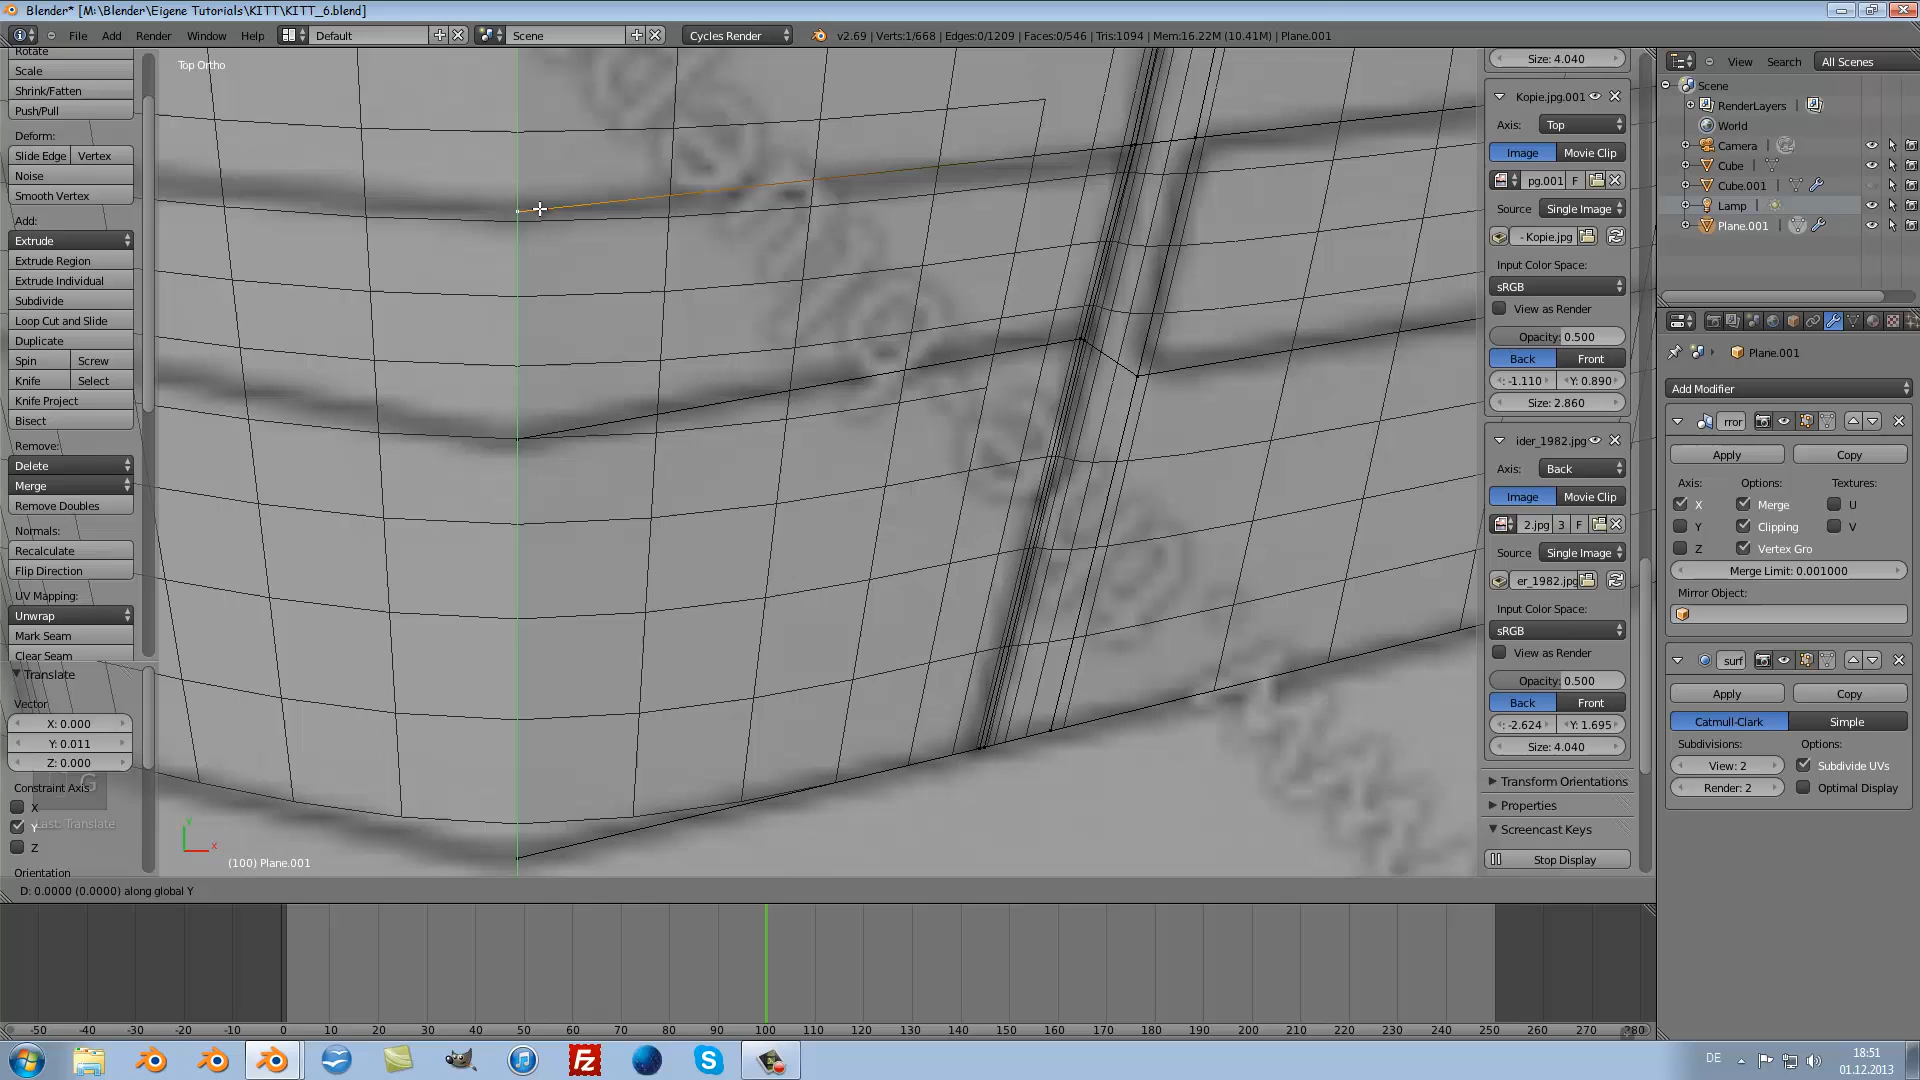 Blender* [M:\Blender\Eigene Tutorials\KITT\KITT_6.blend]
File Add Render Window Help Default Scene Cycles Render v2.69 | Verts:1/668 | Edges:0/1209 | Faces:0/546 | Tris:1094 | Mem:16.22M (10.41M) | Plane.001
Rotate
Scale
Shrink/Fatten
Push/Pull
Deform:
Slide Edge Vertex
Noise
Smooth Vertex
Add:
Extrude
Extrude Region
Extrude Individual
Subdivide
Loop Cut and Slide
Duplicate
Spin Screw
Knife Select
Knife Project
Bisect
Remove:
Delete
Merge
Remove Doubles
Normals:
Recalculate
Flip Direction
UV Mapping:
Unwrap
Mark Seam
Clear Seam
Translate
Vector
X: 0.000
Y: 0.011
Z: 0.000
G
Constraint Axis
X
Y
Last: Translate
Z
Orientation
Top Ortho
y
x
(100) Plane.001
D: 0.0000 (0.0000) along global Y
Size: 4.040
Kopie.jpg.001
Axis: Top
Image Movie Clip
pg.001 F
Source Single Image
- Kopie.jpg
Input Color Space:
sRGB
View as Render
Opacity: 0.500
Back Front
: -1.110 Y: 0.890
Size: 2.860
ider_1982.jpg
Axis: Back
Image Movie Clip
2.jpg 3 F
Source Single Image
er_1982.jpg
Input Color Space:
sRGB
View as Render
Opacity: 0.500
Back Front
: -2.624 Y: 1.695
Size: 4.040
Transform Orientations
Properties
Screencast Keys
Stop Display
View Search All Scenes
Scene
RenderLayers
World
Camera
Cube
Cube.001
Lamp
Plane.001
Plane.001
Add Modifier
rror
Apply Copy
Axis: Options: Textures:
X Merge U
Y Clipping V
Z Vertex Gro
Merge Limit: 0.001000
Mirror Object:
surf
Apply Copy
Catmull-Clark Simple
Subdivisions: Options:
View: 2 Subdivide UVs
Render: 2 Optimal Display
-50 -40 -30 -20 -10 0 10 20 30 40 50 60 70 80 90 100 110 120 130 140 150 160 170 180 190 200 210 220 230 240 250 260 270 280
DE 18:51
01.12.2013